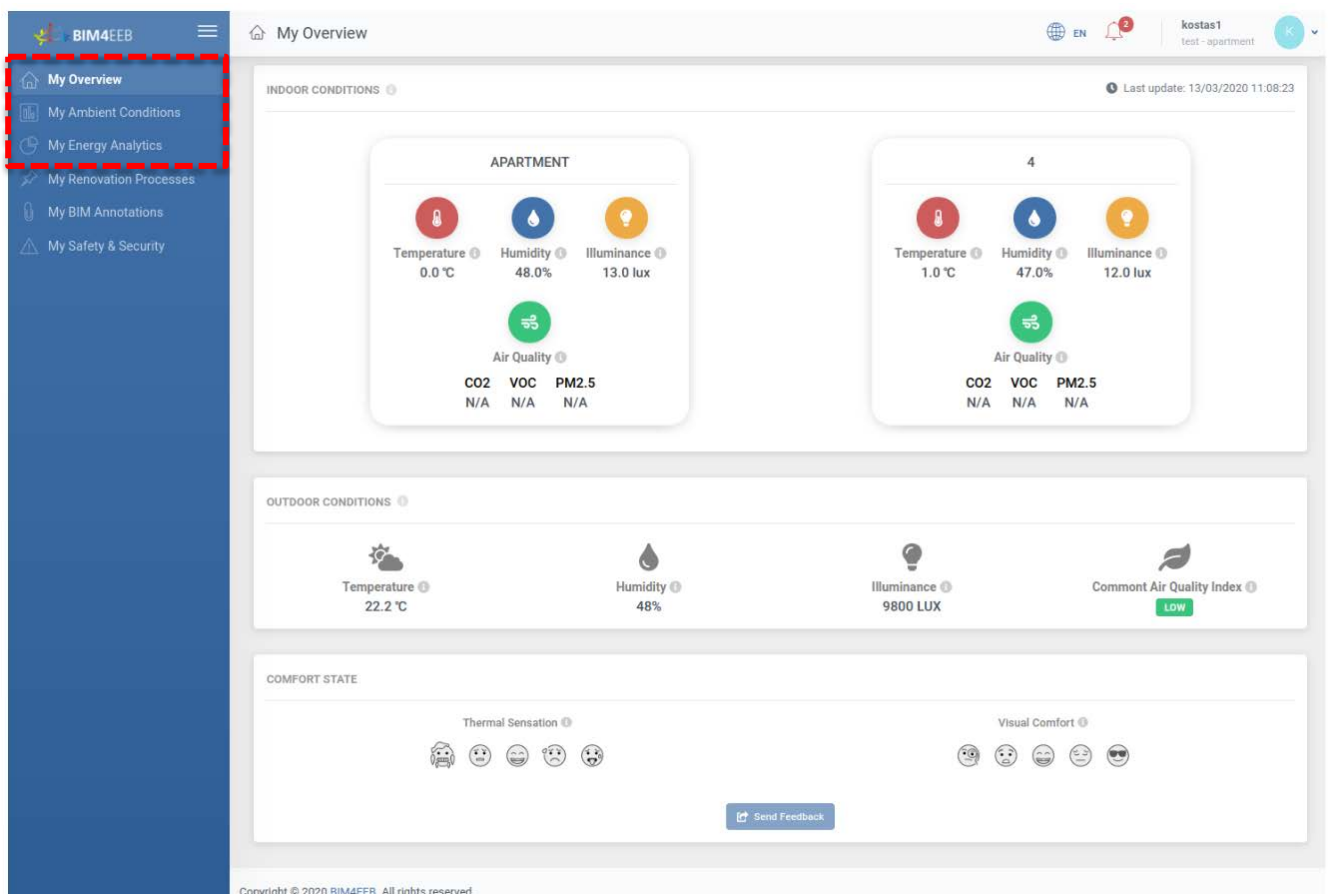 BIM4EEB
My Overview
EN
2
kostas1
test - apartment
K
My Overview
My Ambient Conditions
My Energy Analytics
My Renovation Processes
My BIM Annotations
My Safety & Security
INDOOR CONDITIONS
Last update: 13/03/2020 11:08:23
APARTMENT
Temperature Humidity Illuminance
0.0 °C 48.0% 13.0 lux
Air Quality
CO2 VOC PM2.5
N/A N/A N/A
4
Temperature Humidity Illuminance
1.0 °C 47.0% 12.0 lux
Air Quality
CO2 VOC PM2.5
N/A N/A N/A
OUTDOOR CONDITIONS
Temperature Humidity Illuminance Commont Air Quality Index
22.2 °C 48% 9800 LUX LOW
COMFORT STATE
Thermal Sensation Visual Comfort
Send Feedback
Copyright © 2020 BIM4EEB. All rights reserved